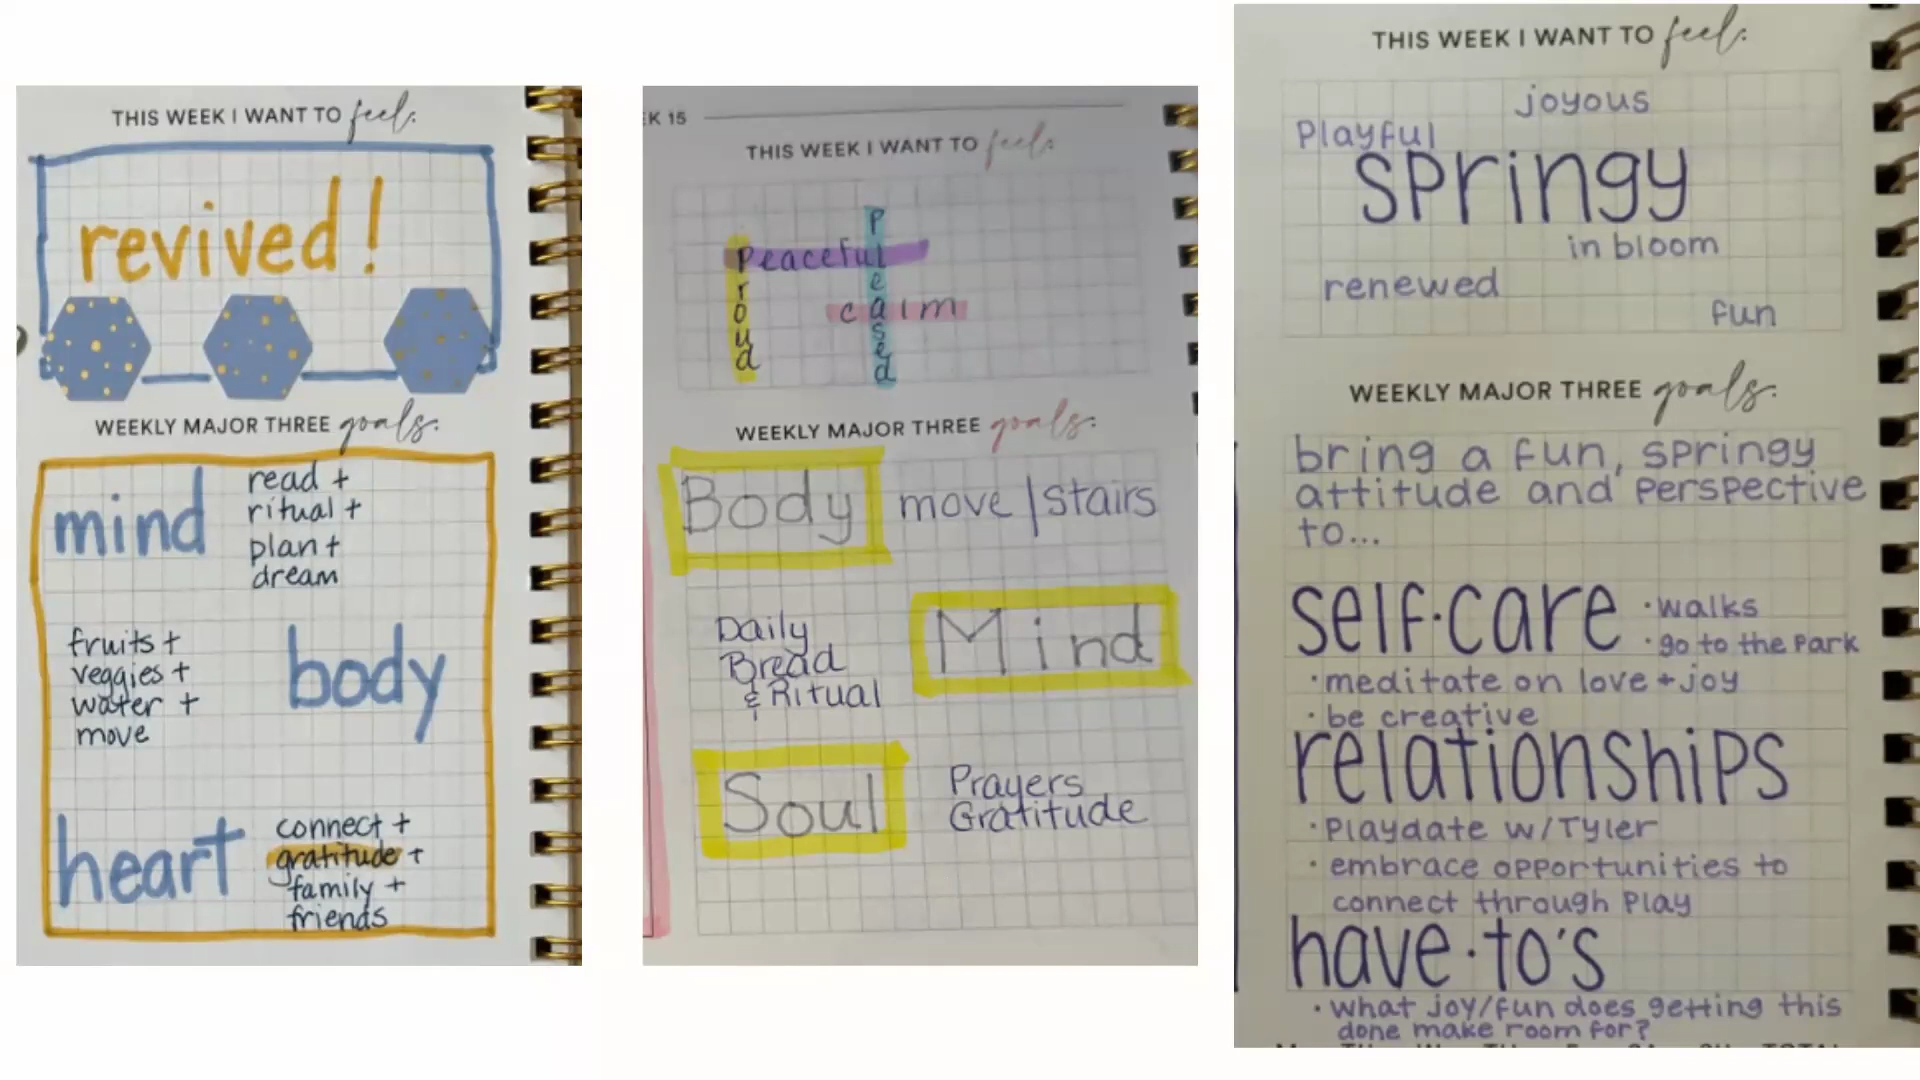 THIS WEEK I WANT TO feel:
revived!
WEEKLY MAJOR THREE goals:
mind
read +
ritual +
plan +
dream
fruits +
veggies +
water +
move
body
heart
connect +
gratitude +
family +
friends
EK 15
THIS WEEK I WANT TO feel:
Peaceful
Proud
Pleased
calm
WEEKLY MAJOR THREE goals:
Body
move/stairs
Daily
Bread
& Ritual
Mind
Soul
Prayers
Gratitude
THIS WEEK I WANT TO feel:
joyous
Playful
springy
in bloom
renewed
fun
WEEKLY MAJOR THREE goals:
bring a fun, springy
attitude and perspective
to...
self·care
·walks
·go to the Park
·meditate on love + joy
·be creative
relationships
·Playdate w/Tyler
·embrace opportunities to
connect through Play
have·to's
·what joy/fun does getting this
done make room for?